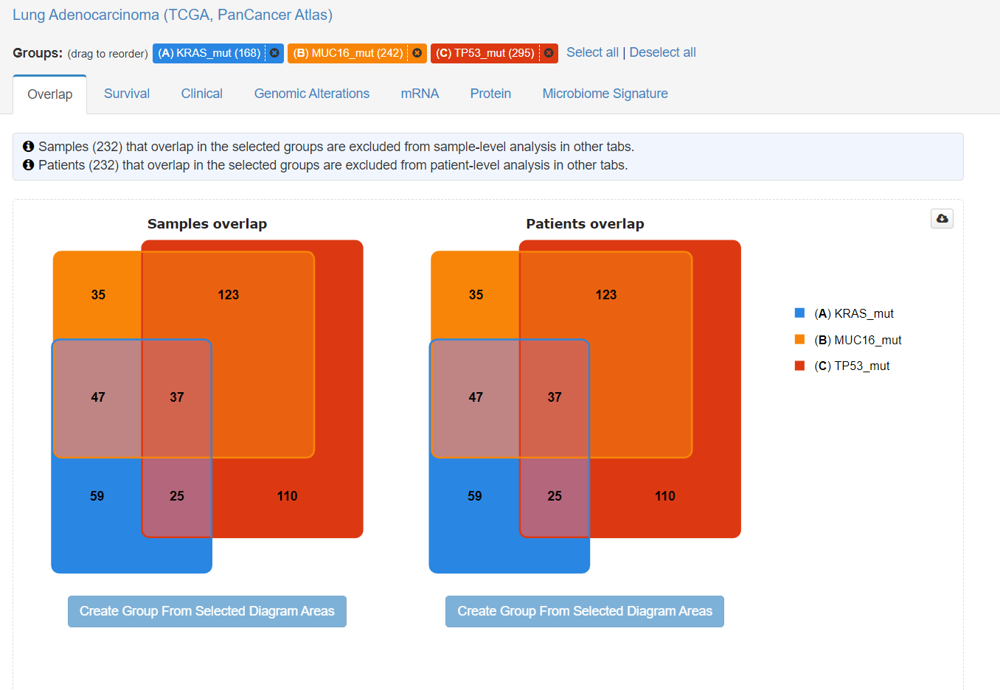 Lung Adenocarcinoma (TCGA, PanCancer Atlas)
Groups: (drag to reorder) (A) KRAS_mut (168) (B) MUC16_mut (242) (C) TP53_mut (295) Select all | Deselect all
Overlap Survival Clinical Genomic Alterations mRNA Protein Microbiome Signature
Samples (232) that overlap in the selected groups are excluded from sample-level analysis in other tabs.
Patients (232) that overlap in the selected groups are excluded from patient-level analysis in other tabs.
Samples overlap Patients overlap
35 123 35 123
(A) KRAS_mut
(B) MUC16_mut
(C) TP53_mut
47 37 47 37
59 25 110 59 25 110
Create Group From Selected Diagram Areas Create Group From Selected Diagram Areas